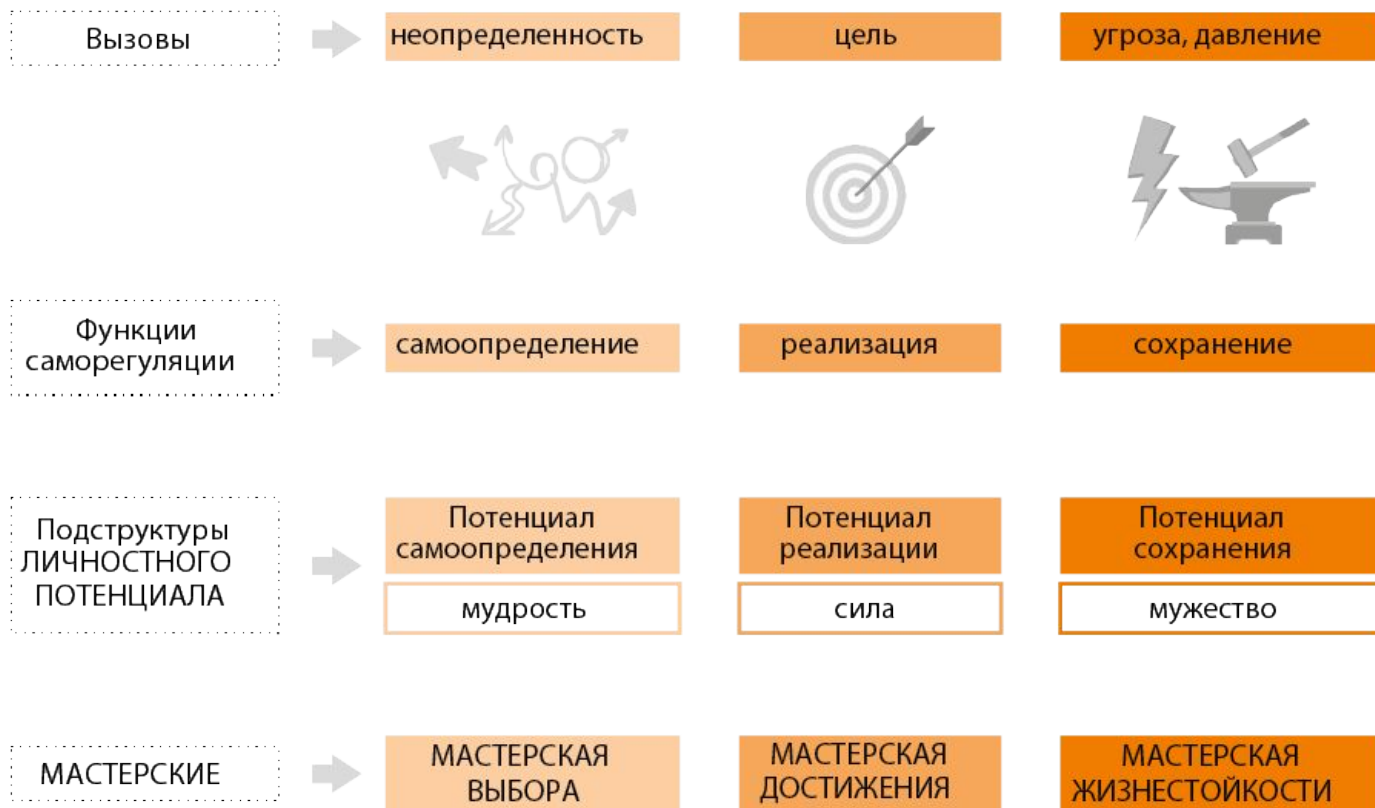 Вызовы
неопределенность
цель
угроза, давление
Функции
саморегуляции
самоопределение
реализация
сохранение
Подструктуры
ЛИЧНОСТНОГО
ПОТЕНЦИАЛА
Потенциал
самоопределения
Потенциал
реализации
Потенциал
сохранения
мудрость
сила
мужество
МАСТЕРСКИЕ
МАСТЕРСКАЯ
ВЫБОРА
МАСТЕРСКАЯ
ДОСТИЖЕНИЯ
МАСТЕРСКАЯ
ЖИЗНЕСТОЙКОСТИ